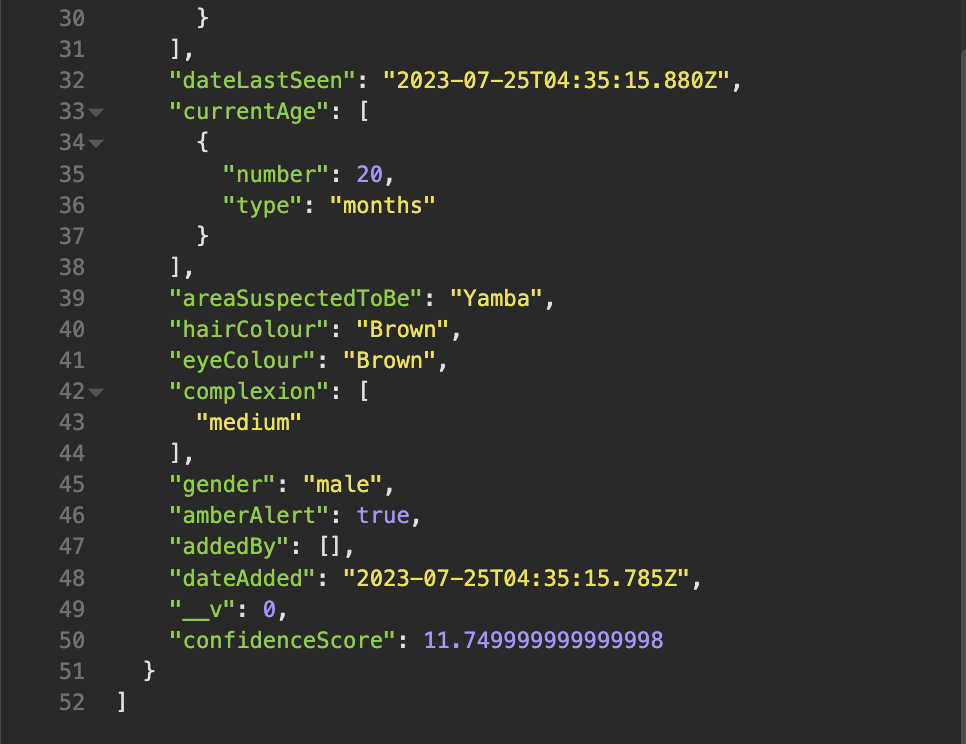 30 }
31 ],
32 "dateLastSeen": "2023-07-25T04:35:15.880Z",
33 "currentAge": [
34 {
35 "number": 20,
36 "type": "months"
37 }
38 ],
39 "areaSuspectedToBe": "Yamba",
40 "hairColour": "Brown",
41 "eyeColour": "Brown",
42 "complexion": [
43 "medium"
44 ],
45 "gender": "male",
46 "amberAlert": true,
47 "addedBy": [],
48 "dateAdded": "2023-07-25T04:35:15.785Z",
49 "__v": 0,
50 "confidenceScore": 11.749999999999998
51 }
52 ]